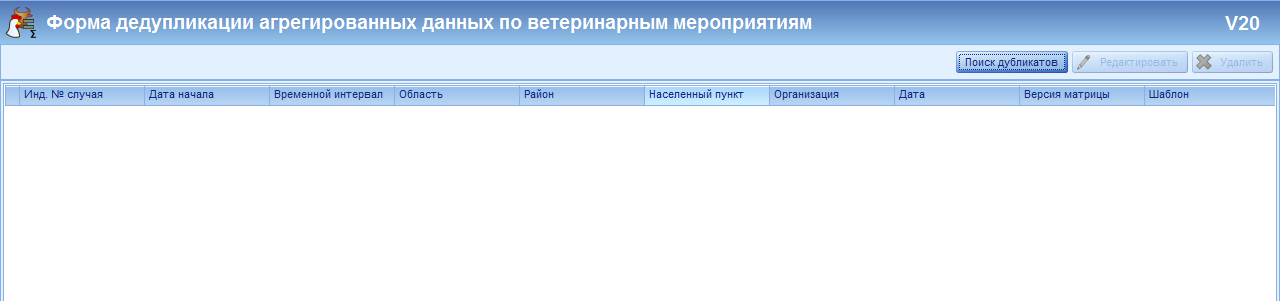 Форма дедупликации агрегированных данных по ветеринарным мероприятиям V20
Поиск дубликатов Редактировать Удалить
Инд. № случая Дата начала Временной интервал Область Район Населенный пункт Организация Дата Версия матрицы Шаблон